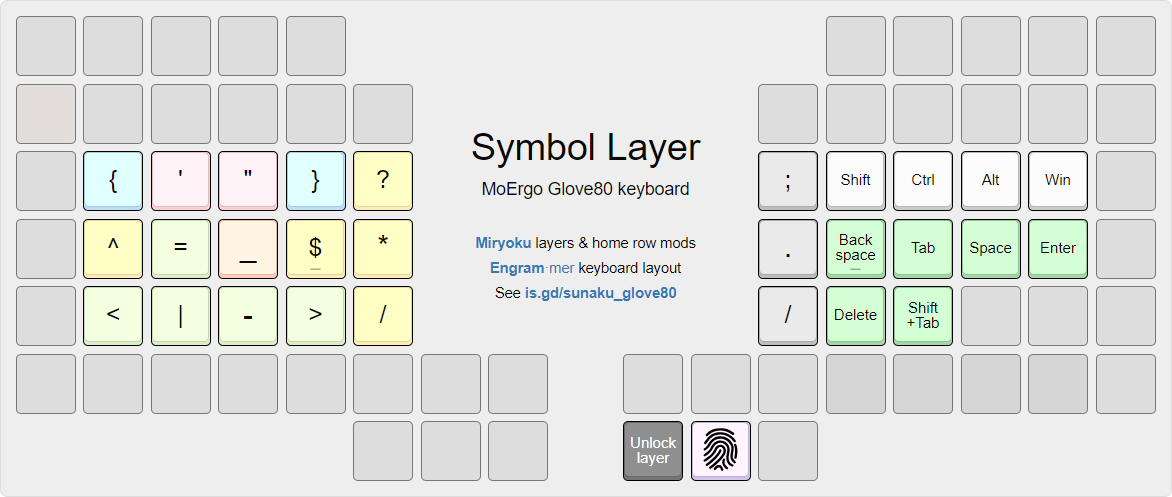 Symbol Layer
MoErgo Glove80 keyboard
{ ' " } ? ; Shift Ctrl Alt Win
Miryoku layers & home row mods
Engram·mer keyboard layout
See is.gd/sunaku_glove80
^ = _ $ * . Back
space Tab Space Enter
< | - > / / Delete Shift
+Tab
Unlock
layer